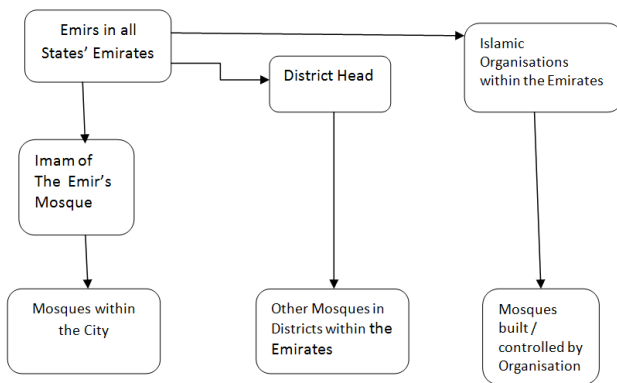 Emirs in all
States’ Emirates
District Head
Islamic
Organisations
within the Emirates
Imam of
The Emir’s
Mosque
Mosques within
the City
Other Mosques in
Districts within the
Emirates
Mosques
built /
controlled by
Organisation